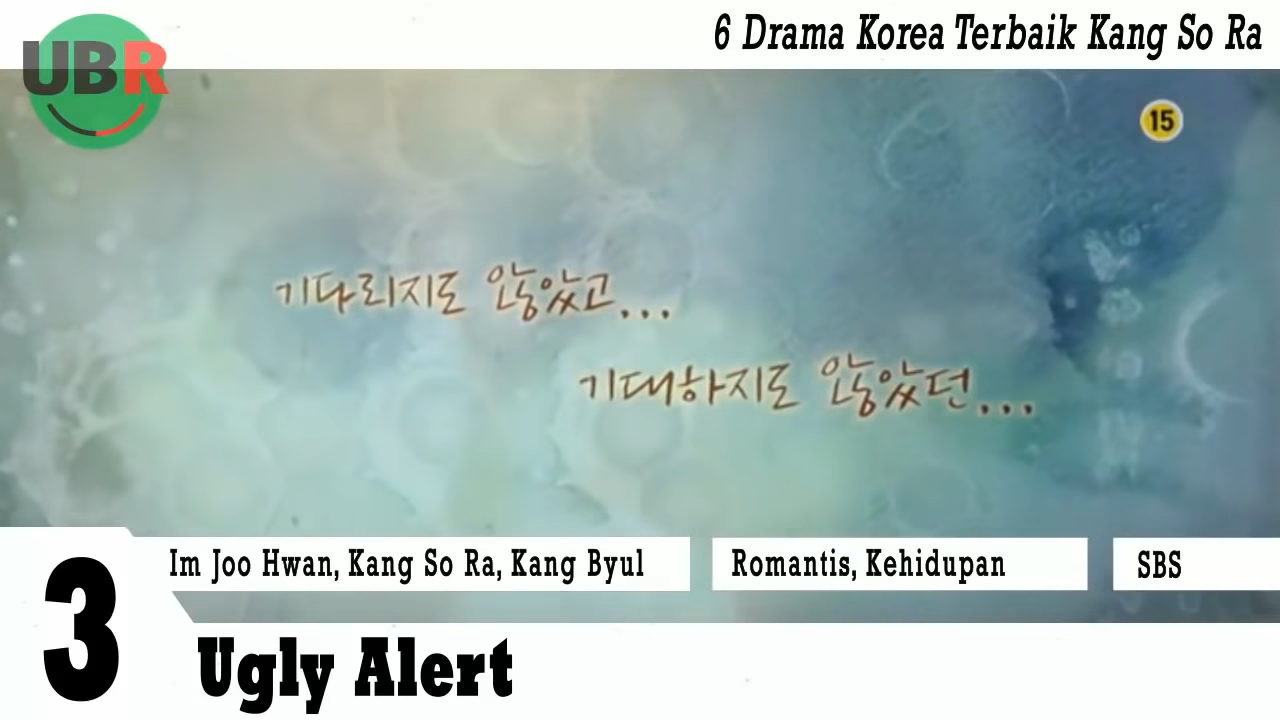 UBR
6 Drama Korea Terbaik Kang So Ra
15
기다리지도 않았고...
기대하지도 않았던...
Im Joo Hwan, Kang So Ra, Kang Byul
Romantis, Kehidupan
SBS
3
Ugly Alert